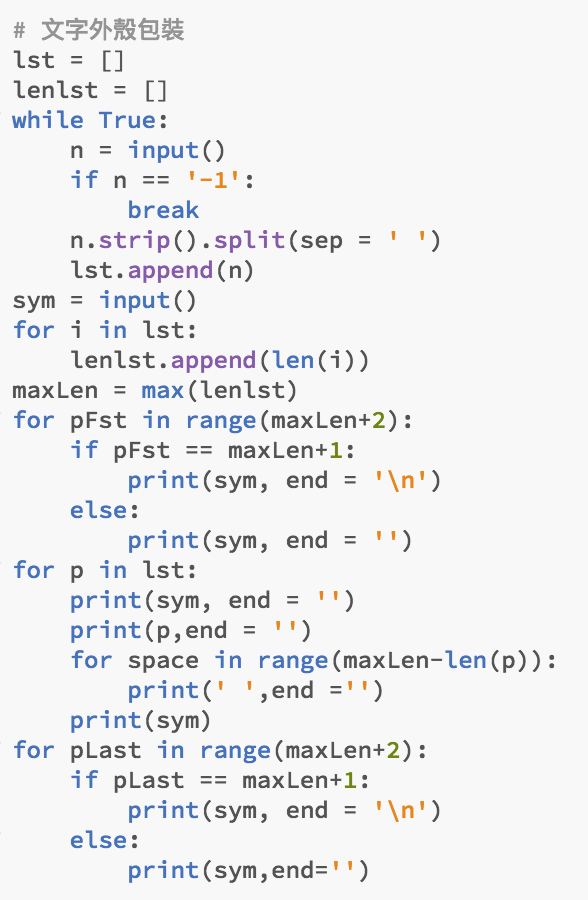 # 文字外殼包裝
lst = []
lenlst = []
while True:
    n = input()
    if n == '-1':
        break
    n.strip().split(sep = ' ')
    lst.append(n)
sym = input()
for i in lst:
    lenlst.append(len(i))
maxLen = max(lenlst)
for pFst in range(maxLen+2):
    if pFst == maxLen+1:
        print(sym, end = '\n')
    else:
        print(sym, end = '')
for p in lst:
    print(sym, end = '')
    print(p,end = '')
    for space in range(maxLen-len(p)):
        print(' ',end ='')
    print(sym)
for pLast in range(maxLen+2):
    if pLast == maxLen+1:
        print(sym, end = '\n')
    else:
        print(sym,end='')